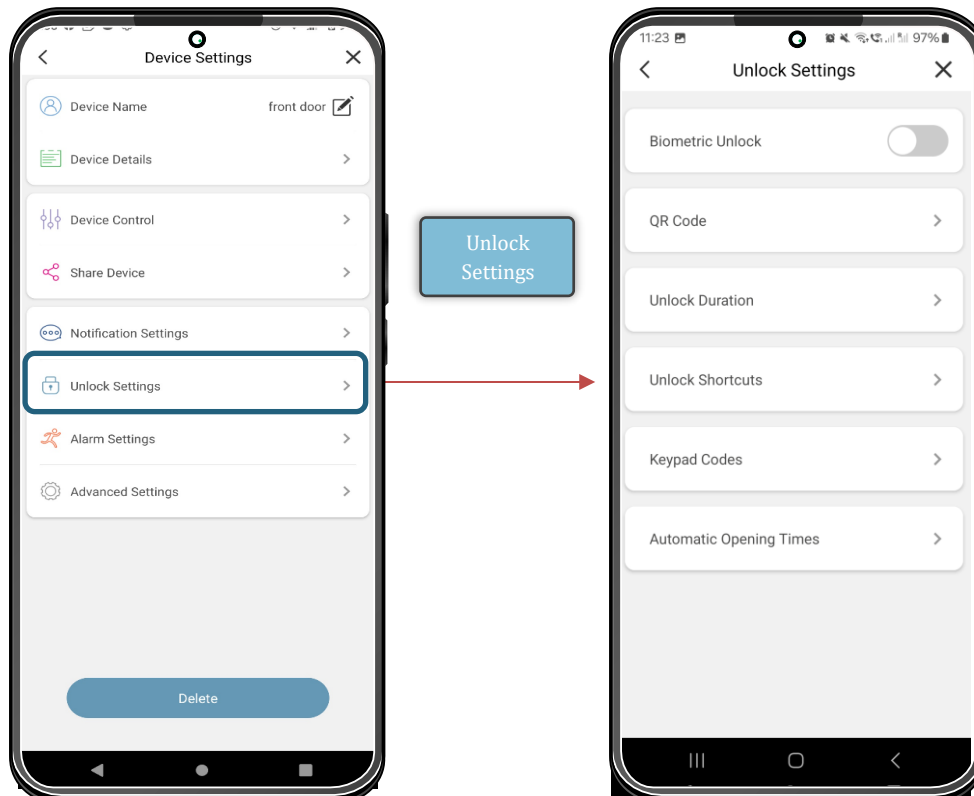 Device Settings
Device Name front door
Device Details
Device Control
Share Device
Notification Settings
Unlock Settings
Alarm Settings
Advanced Settings
Delete
Unlock
Settings
11:23 97%
Unlock Settings
Biometric Unlock
QR Code
Unlock Duration
Unlock Shortcuts
Keypad Codes
Automatic Opening Times